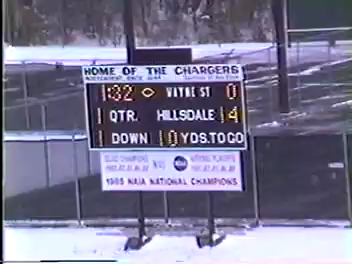 HOME OF THE CHARGERS
1:32 WAYNE ST 0
1 QTR. HILLSDALE 14
1 DOWN 10 YDS.TO GO
1985 NAIA NATIONAL CHAMPIONS